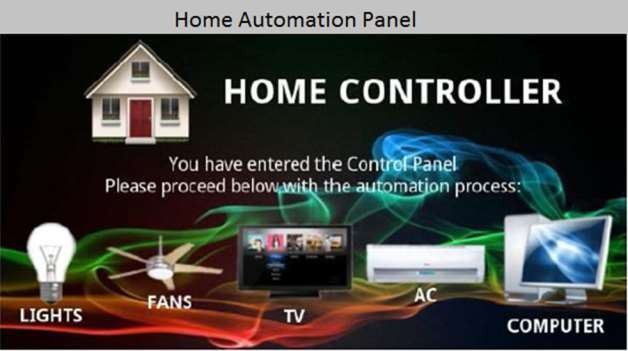 Home Automation Panel
HOME CONTROLLER
You have entered the Control Panel
Please proceed below with the automation process:
LIGHTS
FANS
TV
AC
COMPUTER